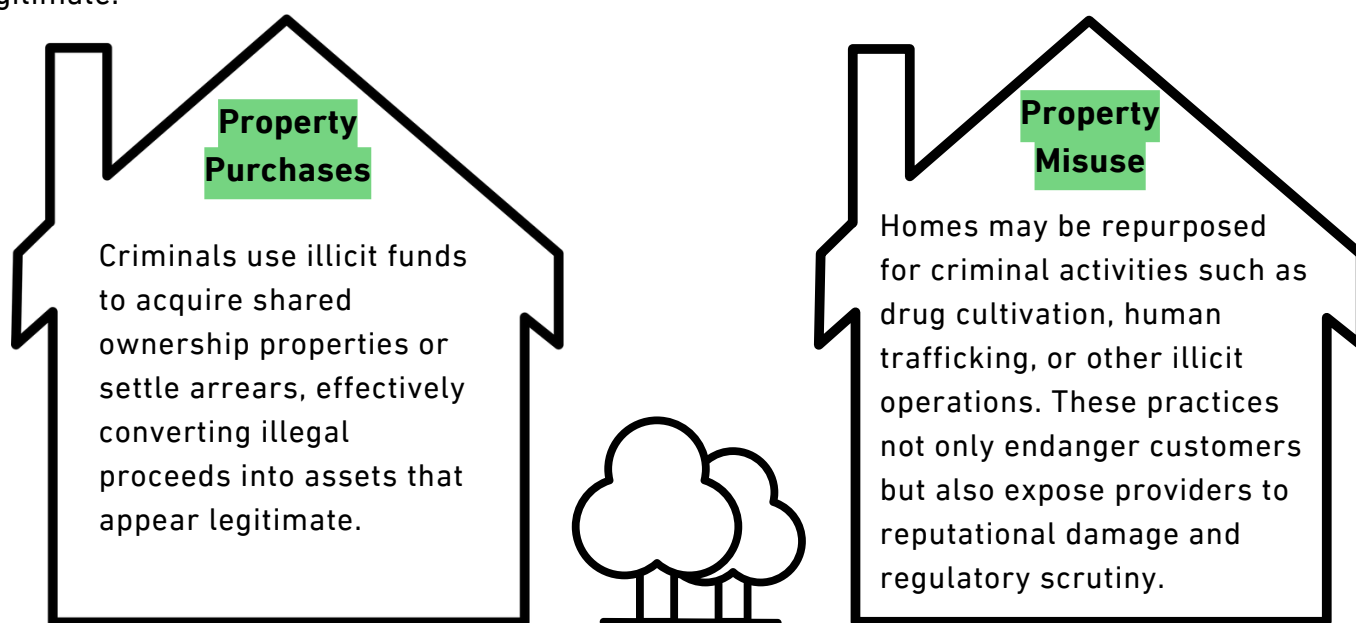 Property
Purchases
Criminals use illicit funds
to acquire shared
ownership properties or
settle arrears, effectively
converting illegal
proceeds into assets that
appear legitimate.
Property
Misuse
Homes may be repurposed
for criminal activities such as
drug cultivation, human
trafficking, or other illicit
operations. These practices
not only endanger customers
but also expose providers to
reputational damage and
regulatory scrutiny.